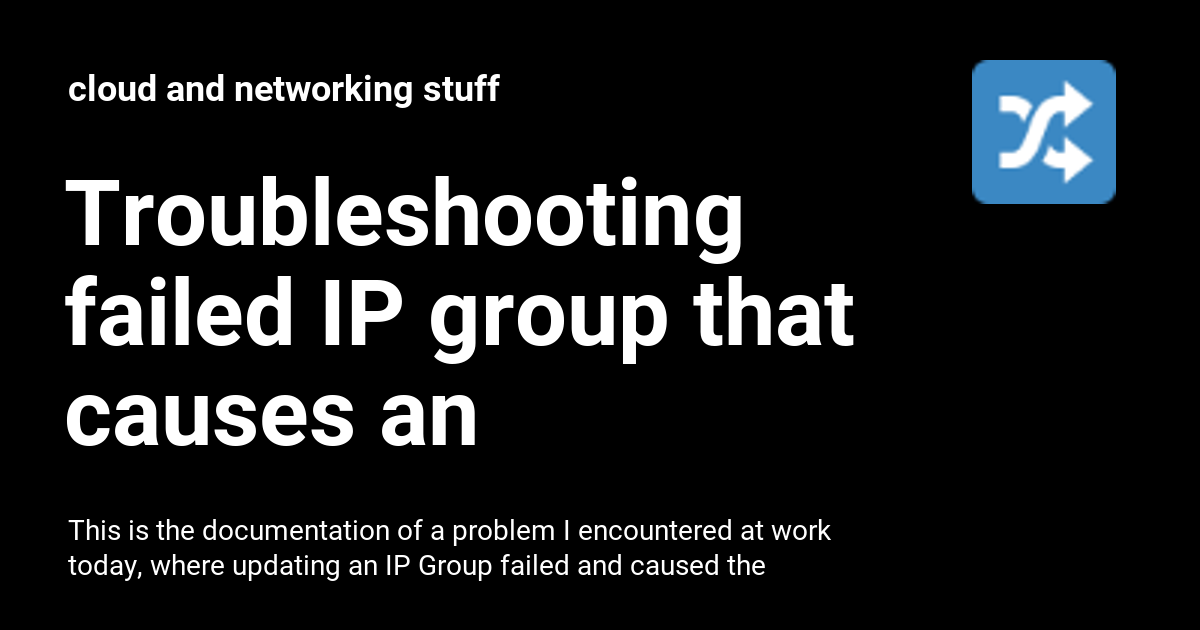 cloud and networking stuff
Troubleshooting
failed IP group that
causes an
This is the documentation of a problem I encountered at work
today, where updating an IP Group failed and caused the